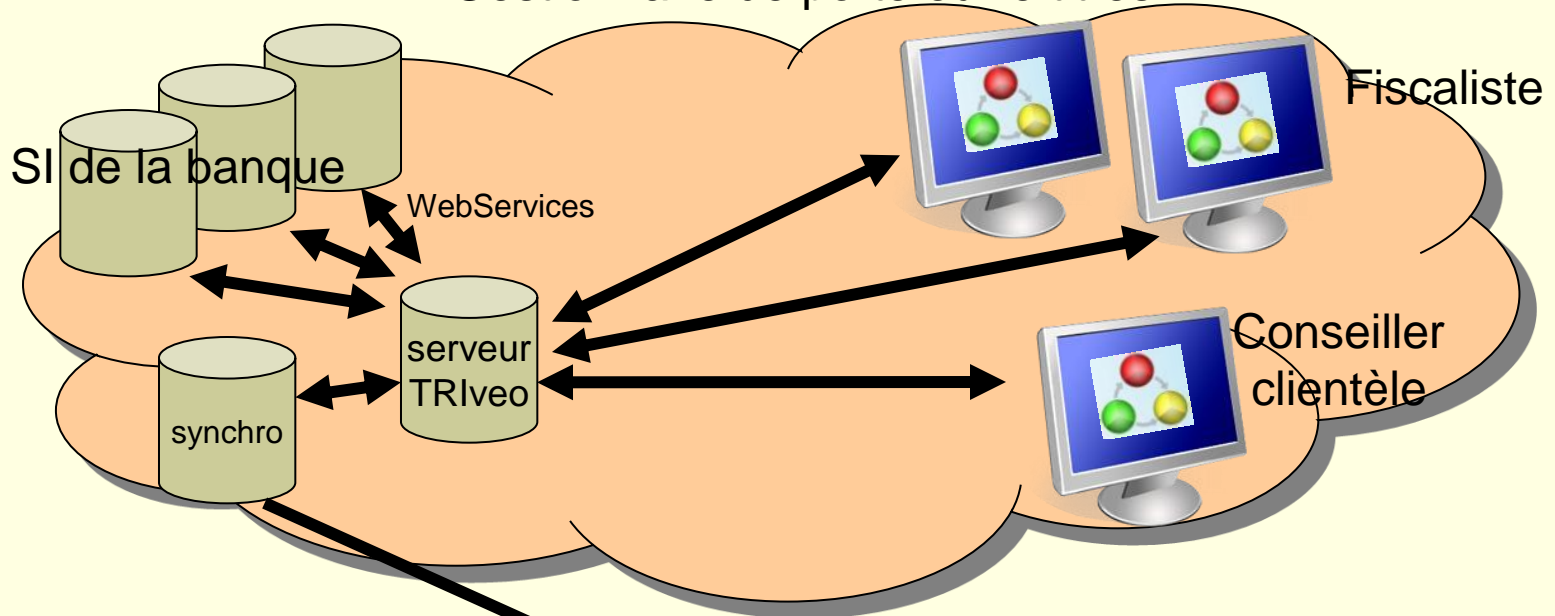 Fiscaliste
SI de la banque
WebServices
serveur
TRIveo
Conseiller
clientèle
synchro